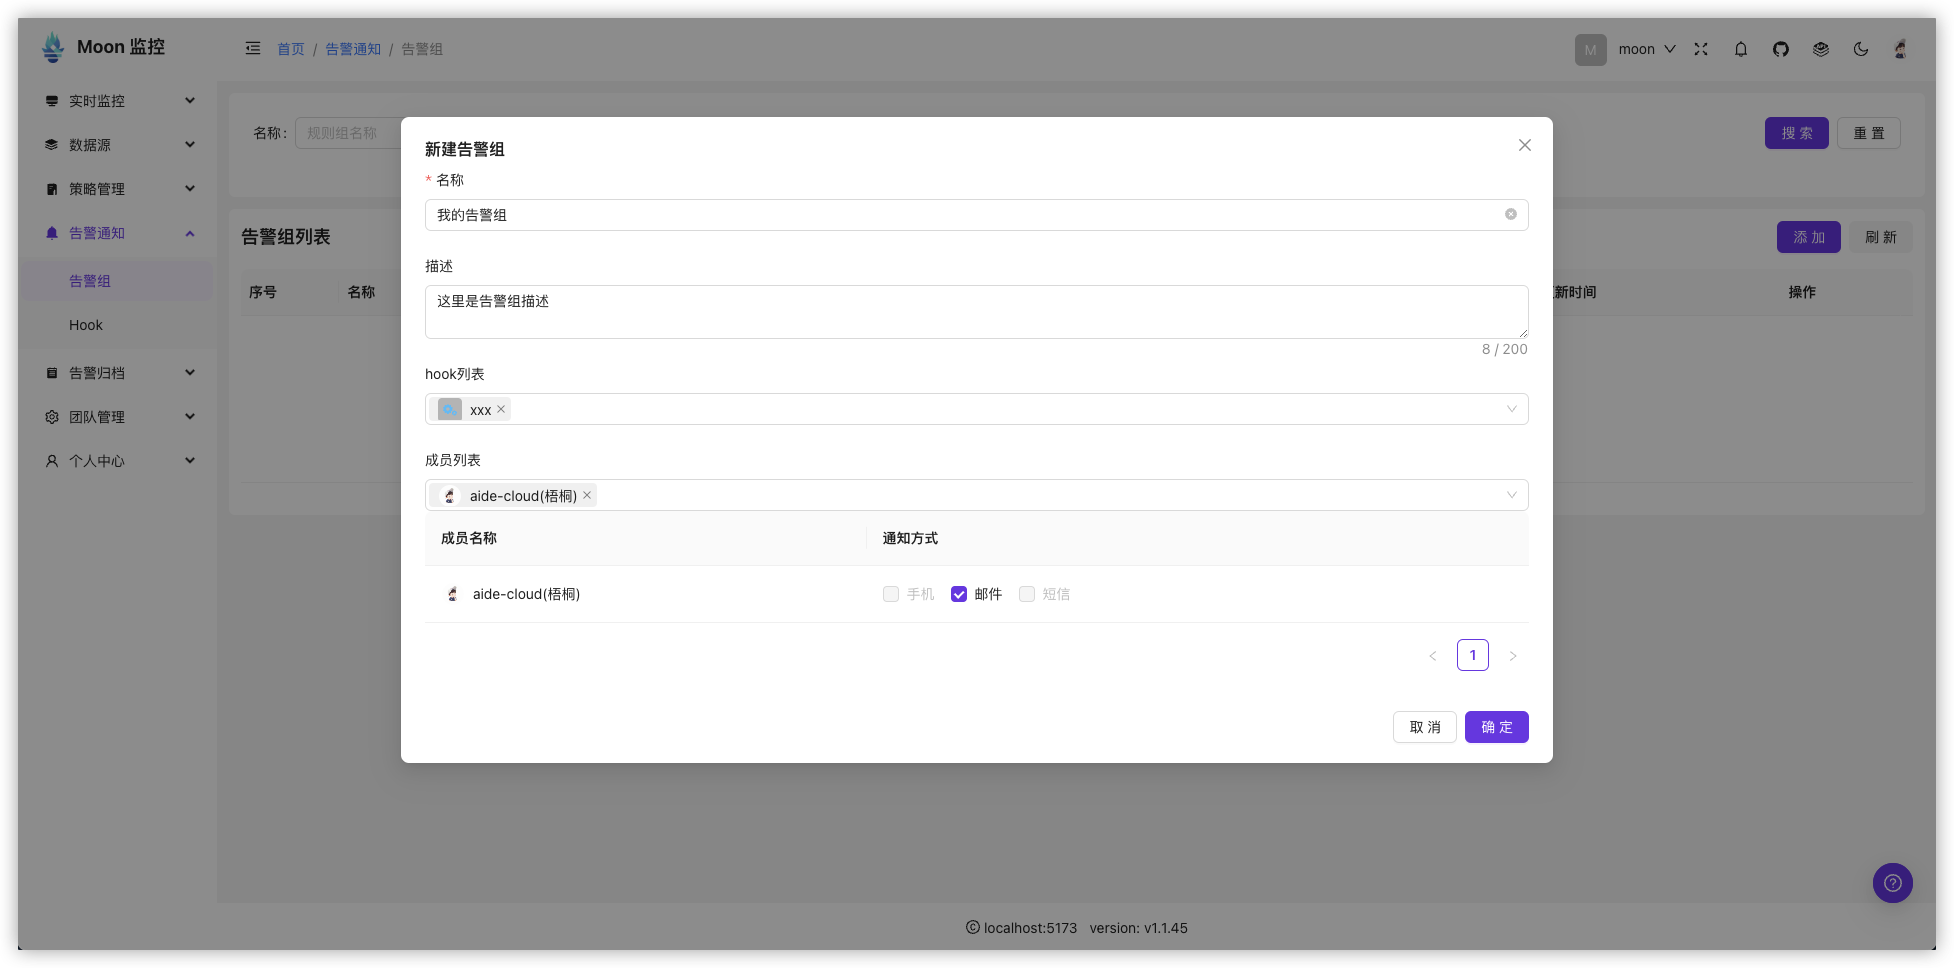 Moon 监控
首页 / 告警通知 / 告警组
M
moon
实时监控
数据源
策略管理
告警通知
告警组
Hook
告警归档
团队管理
个人中心
名称：
规则组名称
搜 索
重 置
告警组列表
添 加
刷 新
序号
名称
新时间
操作
新建告警组
* 名称
我的告警组
描述
这里是告警组描述
8 / 200
hook列表
xxx
成员列表
aide-cloud(梧桐)
成员名称
通知方式
aide-cloud(梧桐)
手机
邮件
短信
1
取 消
确 定
© localhost:5173 version: v1.1.45